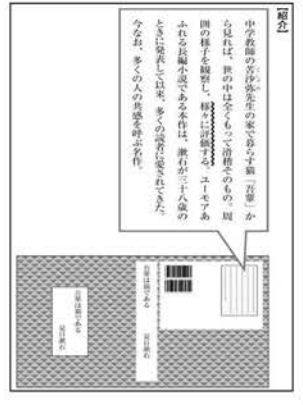 【紹介】
中学教師の苦沙弥先生の家で暮らす猫「吾輩」か
ら見れば、世の中は全くもって滑稽そのもの。周
囲の様子を観察し、様々に評価する。ユーモアあ
ふれる長編小説である本作は、漱石が三十八歳の
ときに発表して以来、多くの読者に愛されてきた。
今なお、多くの人の共感を呼ぶ名作。
吾輩は猫である 夏目漱石
吾輩は猫である 夏目漱石